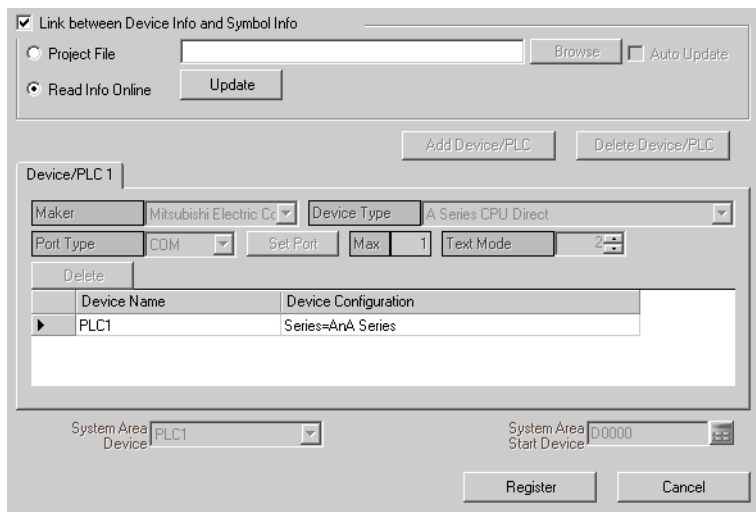 Link between Device Info and Symbol Info
Project File Browse Auto Update
Read Info Online Update
Add Device/PLC Delete Device/PLC
Device/PLC 1
Maker Mitsubishi Electric Co Device Type A Series CPU Direct
Port Type COM Set Port Max 1 Text Mode 2
Delete
Device Name Device Configuration
PLC1 Series=AnA Series
System Area Device PLC1 System Area Start Device D0000
Register Cancel